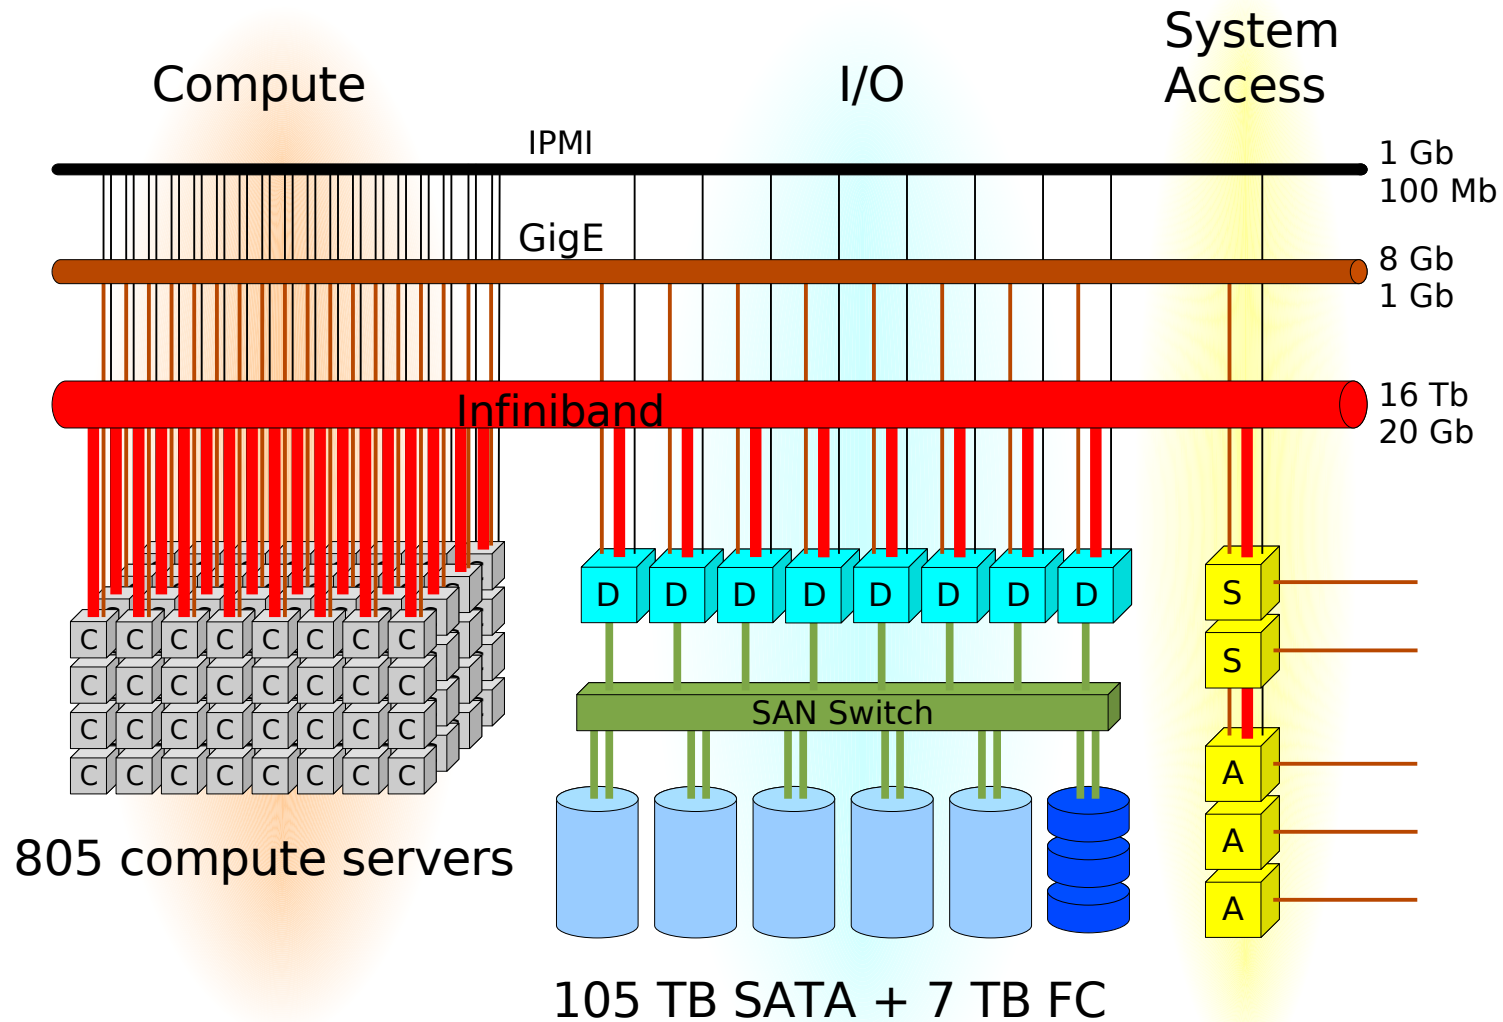 Compute
I/O
System
Access
IPMI
1 Gb
100 Mb
GigE
8 Gb
1 Gb
Infiniband
16 Tb
20 Gb
D D D D D D D D
S
S
C C C C C C C C
C C C C C C C C
C C C C C C C C
C C C C C C C C
SAN Switch
A
A
A
805 compute servers
105 TB SATA + 7 TB FC